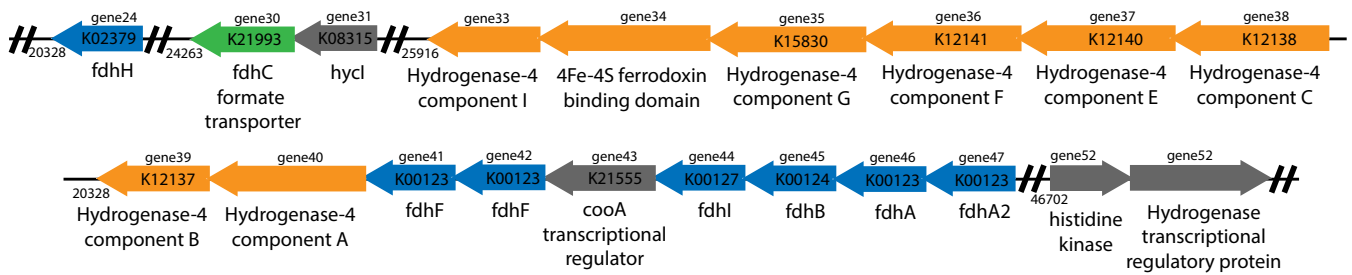 gene24 gene30 gene31 gene33 gene34 gene35 gene36 gene37 gene38
K02379 K21993 K08315 K15830 K12141 K12140 K12138
20328 24263 25916
fdhH fdhC hycI Hydrogenase-4 4Fe-4S ferrodoxin Hydrogenase-4 Hydrogenase-4 Hydrogenase-4 Hydrogenase-4
formate component I binding domain component G component F component E component C
transporter
gene39 gene40 gene41 gene42 gene43 gene44 gene45 gene46 gene47 gene52 gene52
K12137 K00123 K00123 K21555 K00127 K00124 K00123 K00123
20328 46702
Hydrogenase-4 Hydrogenase-4 fdhF fdhF cooA fdhI fdhB fdhA fdhA2 histidine Hydrogenase
component B component A transcriptional kinase transcriptional
regulator regulatory protein